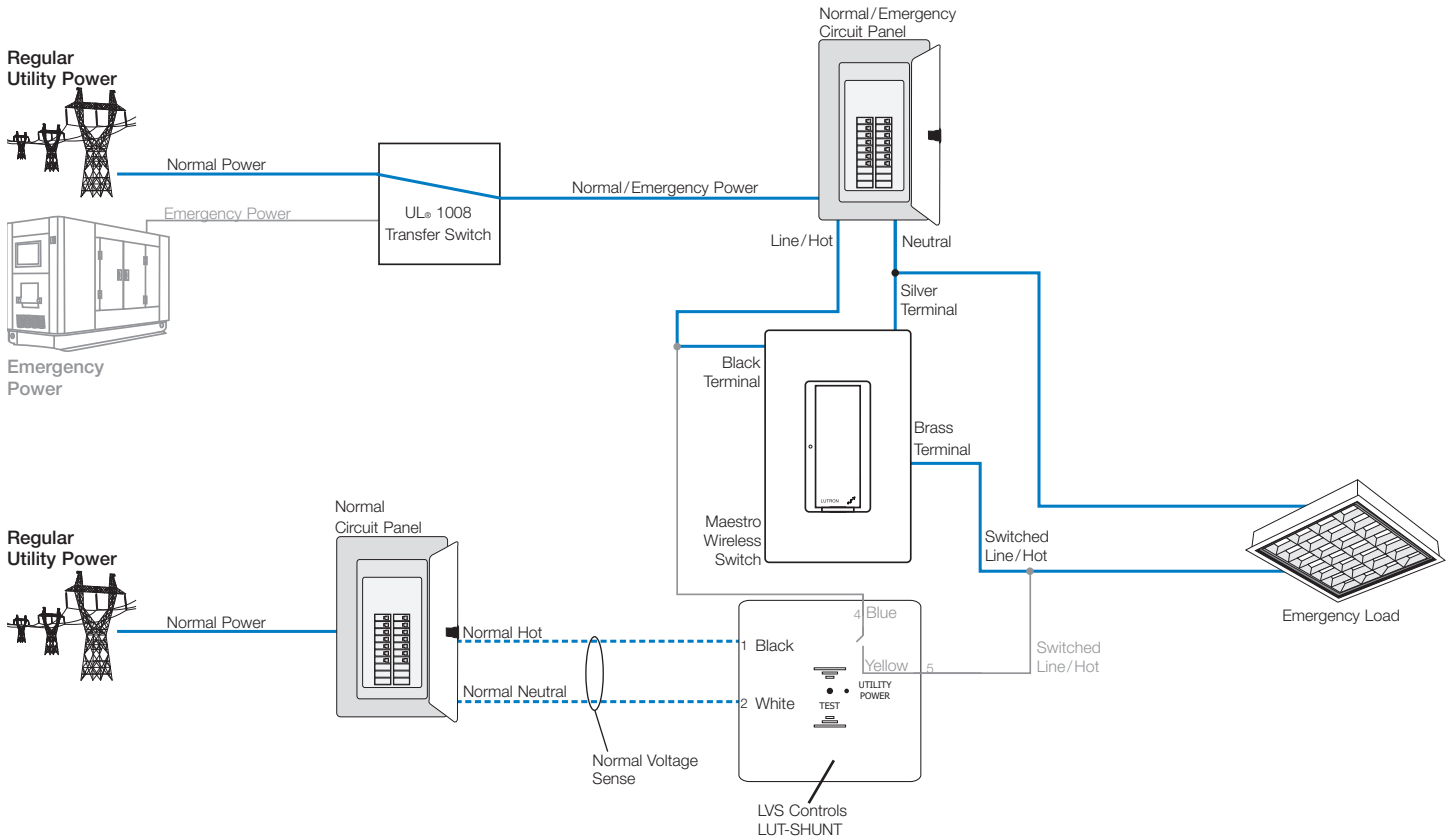 Normal/Emergency
Circuit Panel
Regular
Utility Power
Normal Power
Normal/Emergency Power
Emergency Power
UL® 1008
Transfer Switch
Line/Hot
Neutral
Silver
Terminal
Emergency
Power
Black
Terminal
Brass
Terminal
LUTRON
Normal
Circuit Panel
Maestro
Wireless
Switch
Switched
Line/Hot
Regular
Utility Power
Emergency Load
4 Blue
Normal Power
Normal Hot
1 Black
Switched
Line/Hot
Yellow 5
UTILITY
POWER
Normal Neutral
2 White
TEST
Normal Voltage
Sense
LVS Controls
LUT-SHUNT